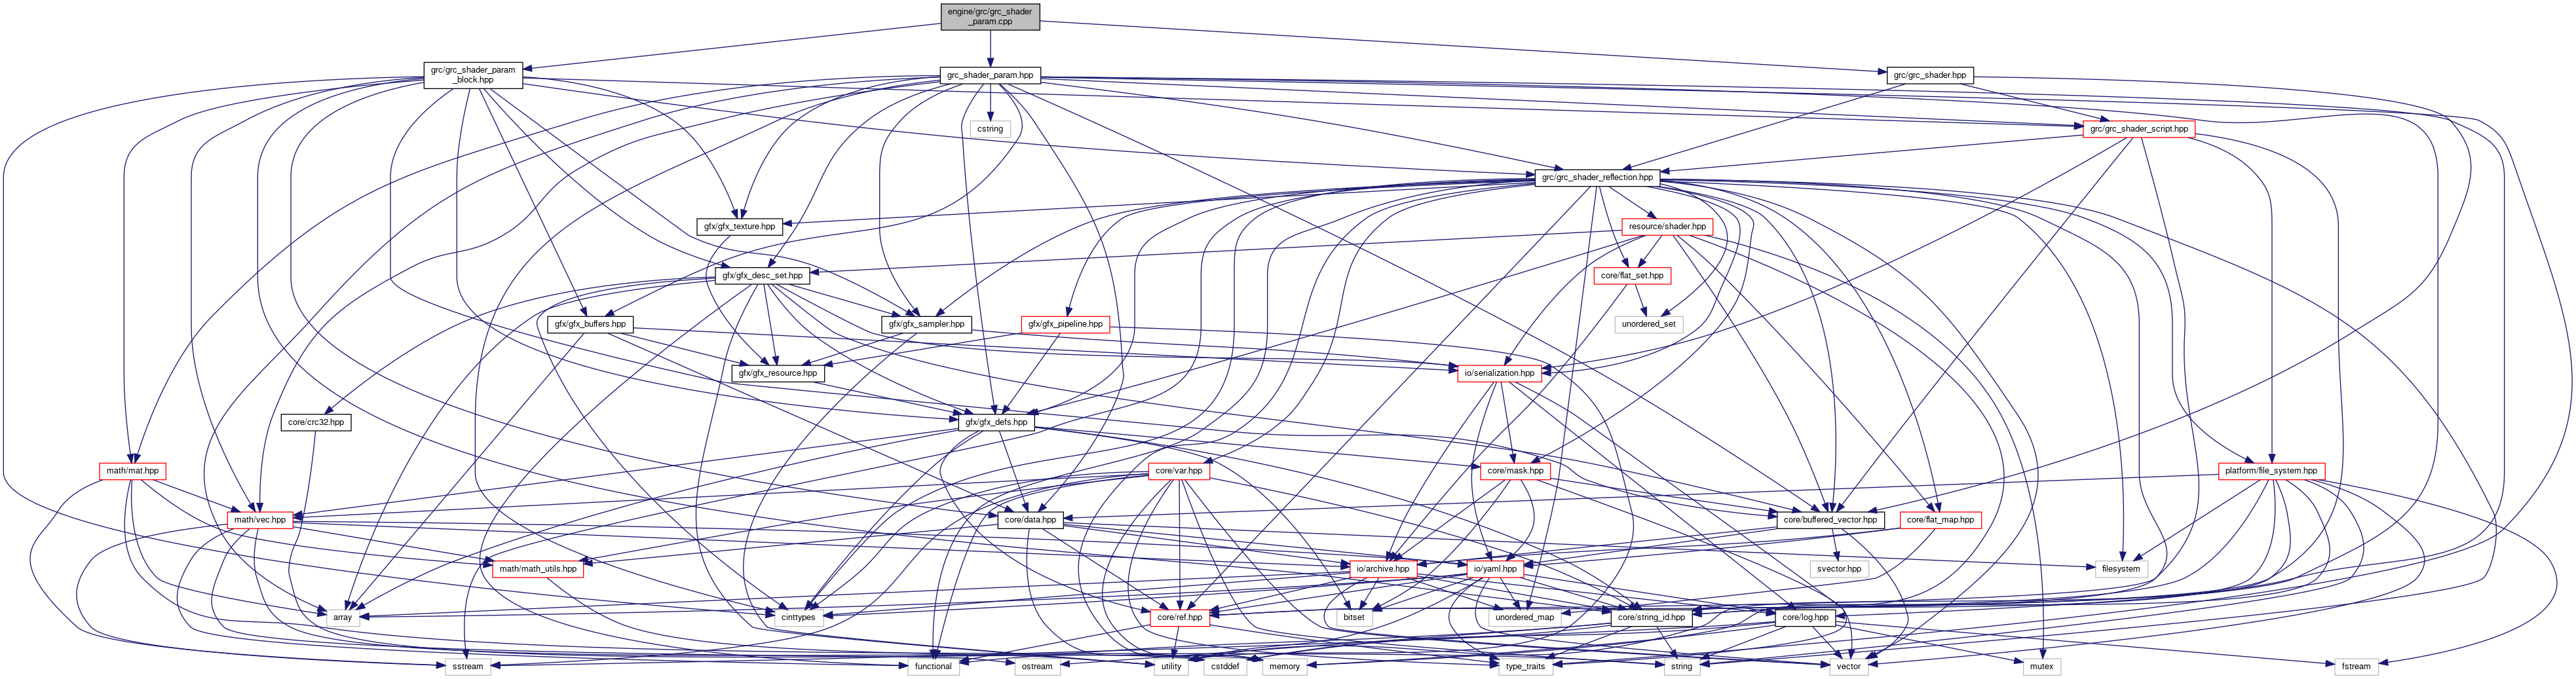 engine/grc/grc_shader
_param.cpp
grc/grc_shader_param
_block.hpp
grc_shader_param.hpp
grc/grc_shader.hpp
cstring
grc/grc_shader_script.hpp
grc/grc_shader_reflection.hpp
gfx/gfx_texture.hpp
resource/shader.hpp
gfx/gfx_desc_set.hpp
core/flat_set.hpp
gfx/gfx_buffers.hpp
gfx/gfx_sampler.hpp
gfx/gfx_pipeline.hpp
unordered_set
gfx/gfx_resource.hpp
io/serialization.hpp
core/crc32.hpp
gfx/gfx_defs.hpp
math/mat.hpp
core/var.hpp
core/mask.hpp
platform/file_system.hpp
math/vec.hpp
core/data.hpp
core/buffered_vector.hpp
core/flat_map.hpp
math/math_utils.hpp
io/archive.hpp
io/yaml.hpp
svector.hpp
filesystem
array
cinttypes
core/ref.hpp
bitset
unordered_map
core/string_id.hpp
core/log.hpp
sstream
functional
ostream
utility
cstddef
memory
type_traits
string
vector
mutex
fstream